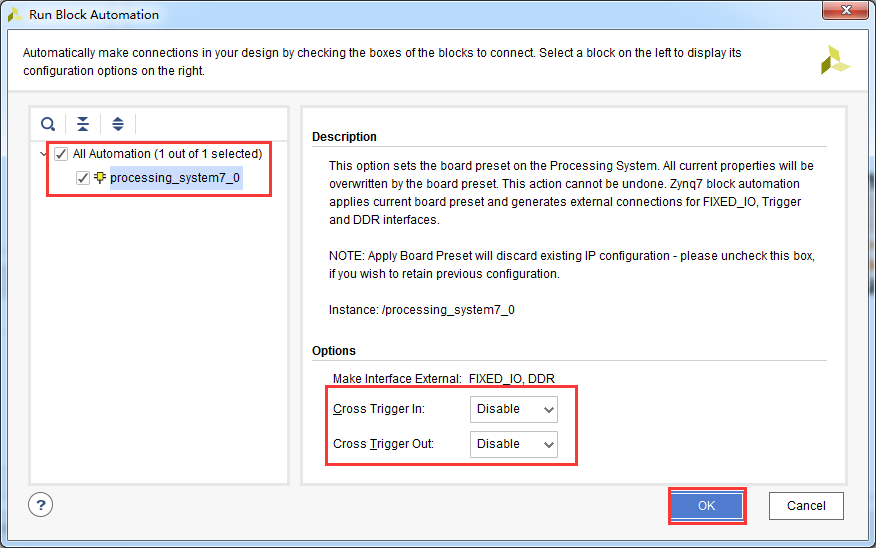 Run Block Automation
Automatically make connections in your design by checking the boxes of the blocks to connect. Select a block on the left to display its
configuration options on the right.
All Automation (1 out of 1 selected)
processing_system7_0
Description
This option sets the board preset on the Processing System. All current properties will be
overwritten by the board preset. This action cannot be undone. Zynq7 block automation
applies current board preset and generates external connections for FIXED_IO, Trigger
and DDR interfaces.
NOTE: Apply Board Preset will discard existing IP configuration - please uncheck this box,
if you wish to retain previous configuration.
Instance: /processing_system7_0
Options
Make Interface External: FIXED_IO, DDR
Cross Trigger In: Disable
Cross Trigger Out: Disable
? OK Cancel